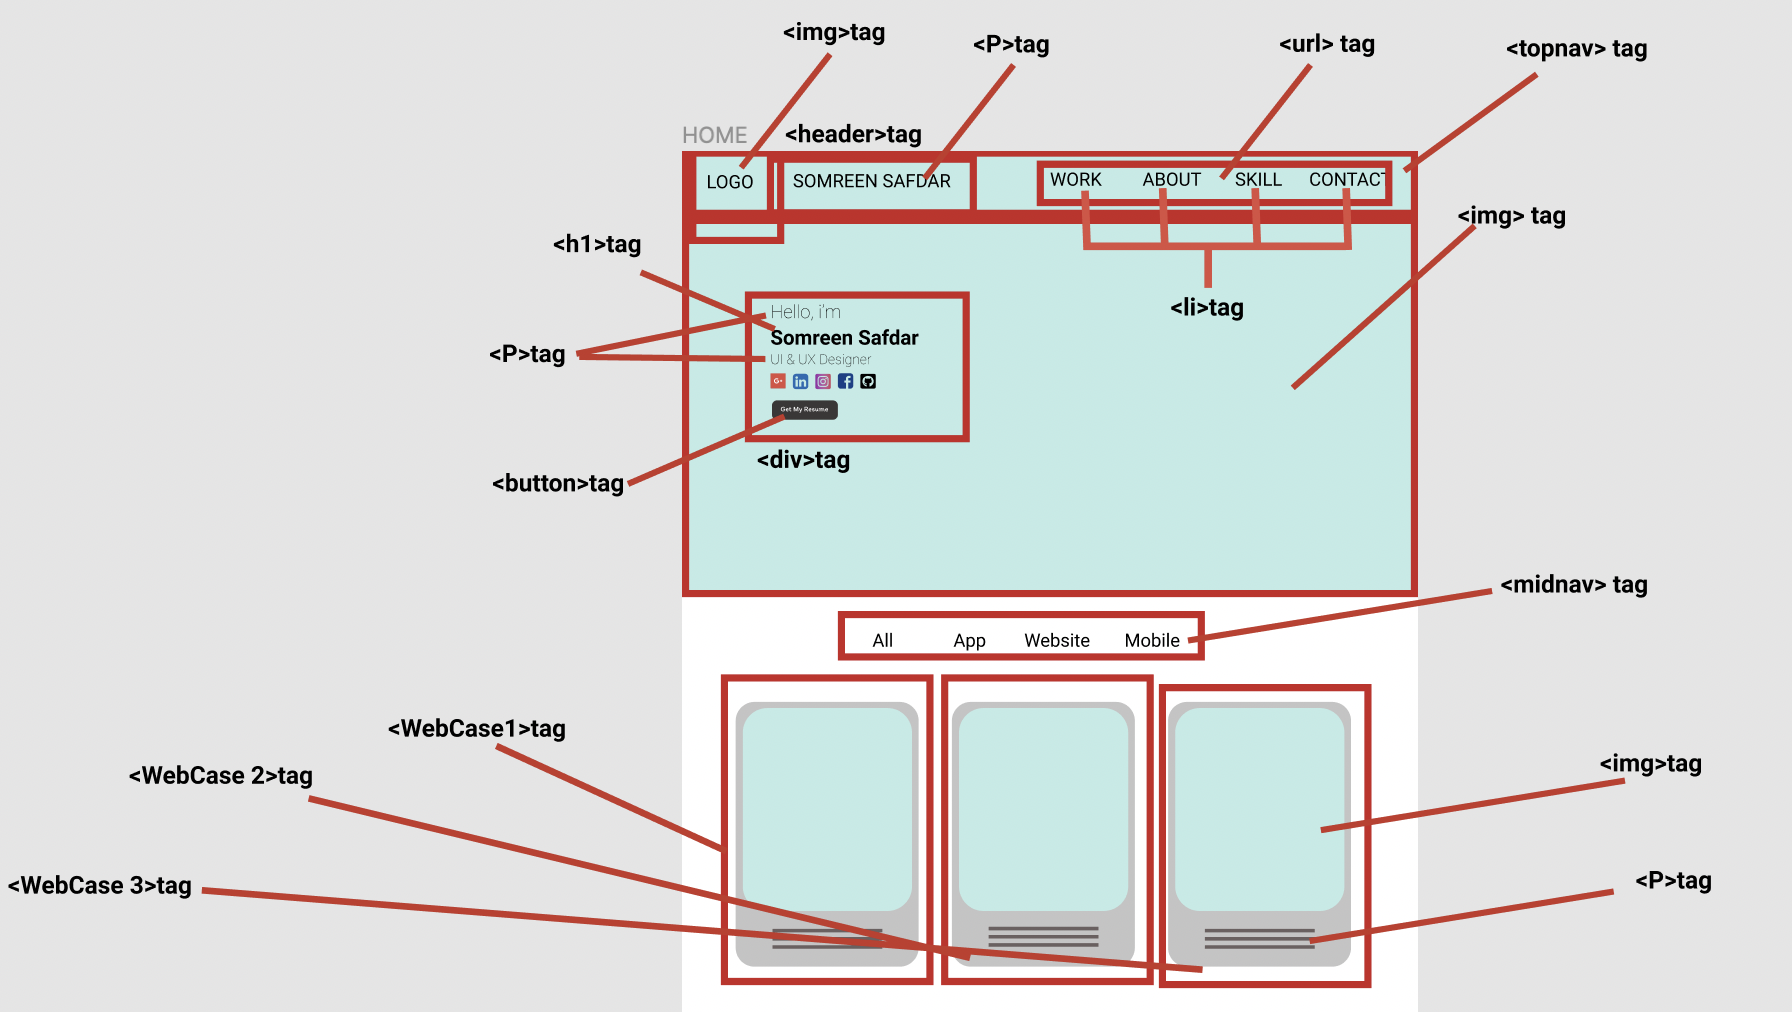 <img>tag
<P>tag
<url> tag
<topnav> tag
HOME
<header>tag
LOGO
SOMREEN SAFDAR
WORK
ABOUT
SKILL
CONTACT
<img> tag
<h1>tag
<li>tag
Hello, i'm
Somreen Safdar
<P>tag
UI & UX Designer
G+
in
f
Get My Resume
<div>tag
<button>tag
<midnav> tag
All
App
Website
Mobile
<WebCase1>tag
<WebCase 2>tag
<img>tag
<WebCase 3>tag
<P>tag